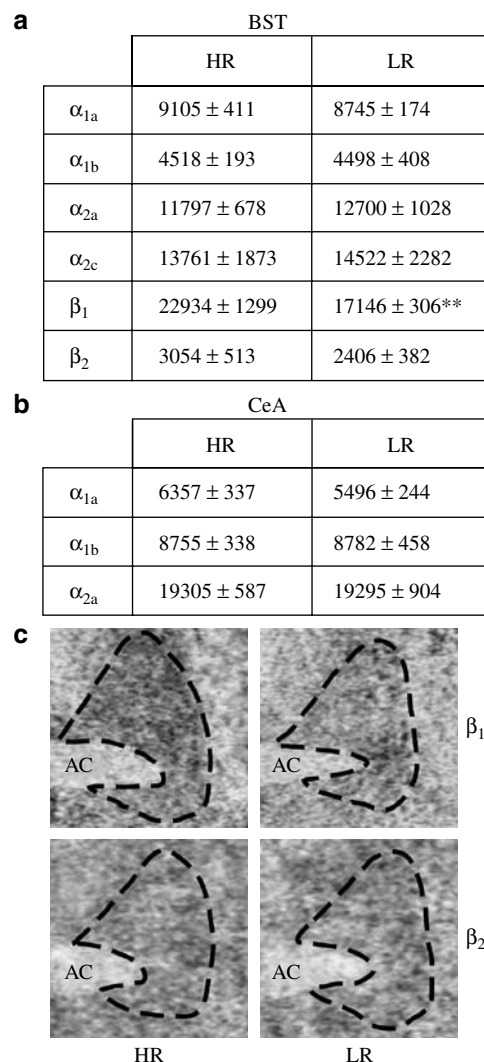 a
BST
HR LR
α1a 9105 ± 411 8745 ± 174
α1b 4518 ± 193 4498 ± 408
α2a 11797 ± 678 12700 ± 1028
α2c 13761 ± 1873 14522 ± 2282
β1 22934 ± 1299 17146 ± 306**
β2 3054 ± 513 2406 ± 382
b
CeA
HR LR
α1a 6357 ± 337 5496 ± 244
α1b 8755 ± 338 8782 ± 458
α2a 19305 ± 587 19295 ± 904
c
AC AC β1
AC AC β2
HR LR